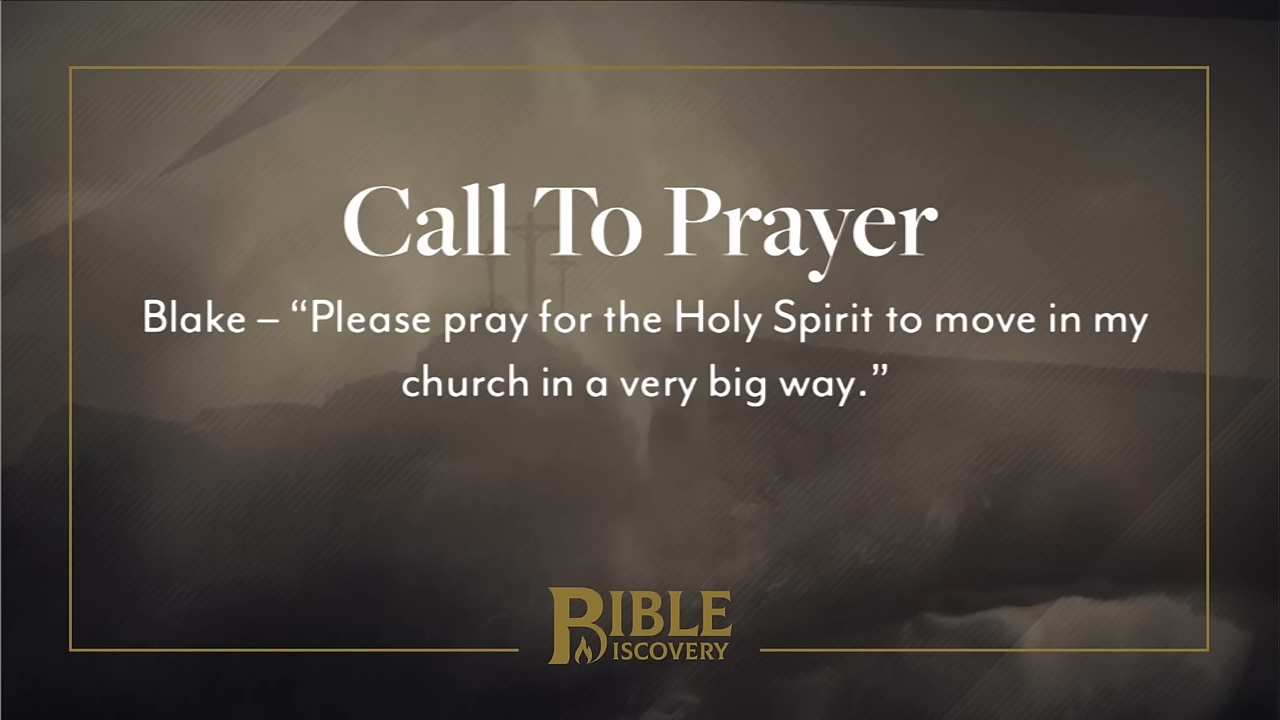 Call To Prayer
Blake – “Please pray for the Holy Spirit to move in my
church in a very big way.”
BIBLE
DISCOVERY